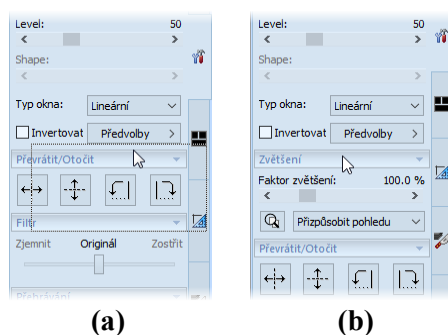 Level: 50
Shape:
Typ okna: Lineární
Invertovat Předvolby
Převrátit/Otočit
Filtr
Zjemnit Originál Zostřit
Přehrávání
(a)
Level: 50
Shape:
Typ okna: Lineární
Invertovat Předvolby
Zvětšení
Faktor zvětšení: 100.0 %
Přizpůsobit pohledu
Převrátit/Otočit
(b)